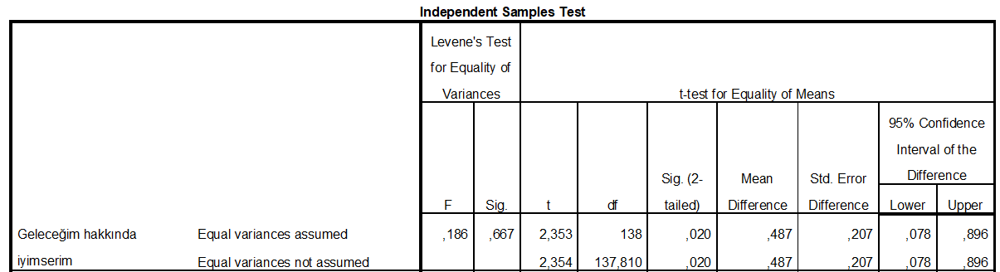 Independent Samples Test
Levene's Test for Equality of Variances
t-test for Equality of Means
95% Confidence Interval of the Difference
F Sig. t df Sig. (2-tailed) Mean Difference Std. Error Difference Lower Upper
Geleceğim hakkında iyimserim
Equal variances assumed ,186 ,667 2,353 138 ,020 ,487 ,207 ,078 ,896
Equal variances not assumed 2,354 137,810 ,020 ,487 ,207 ,078 ,896